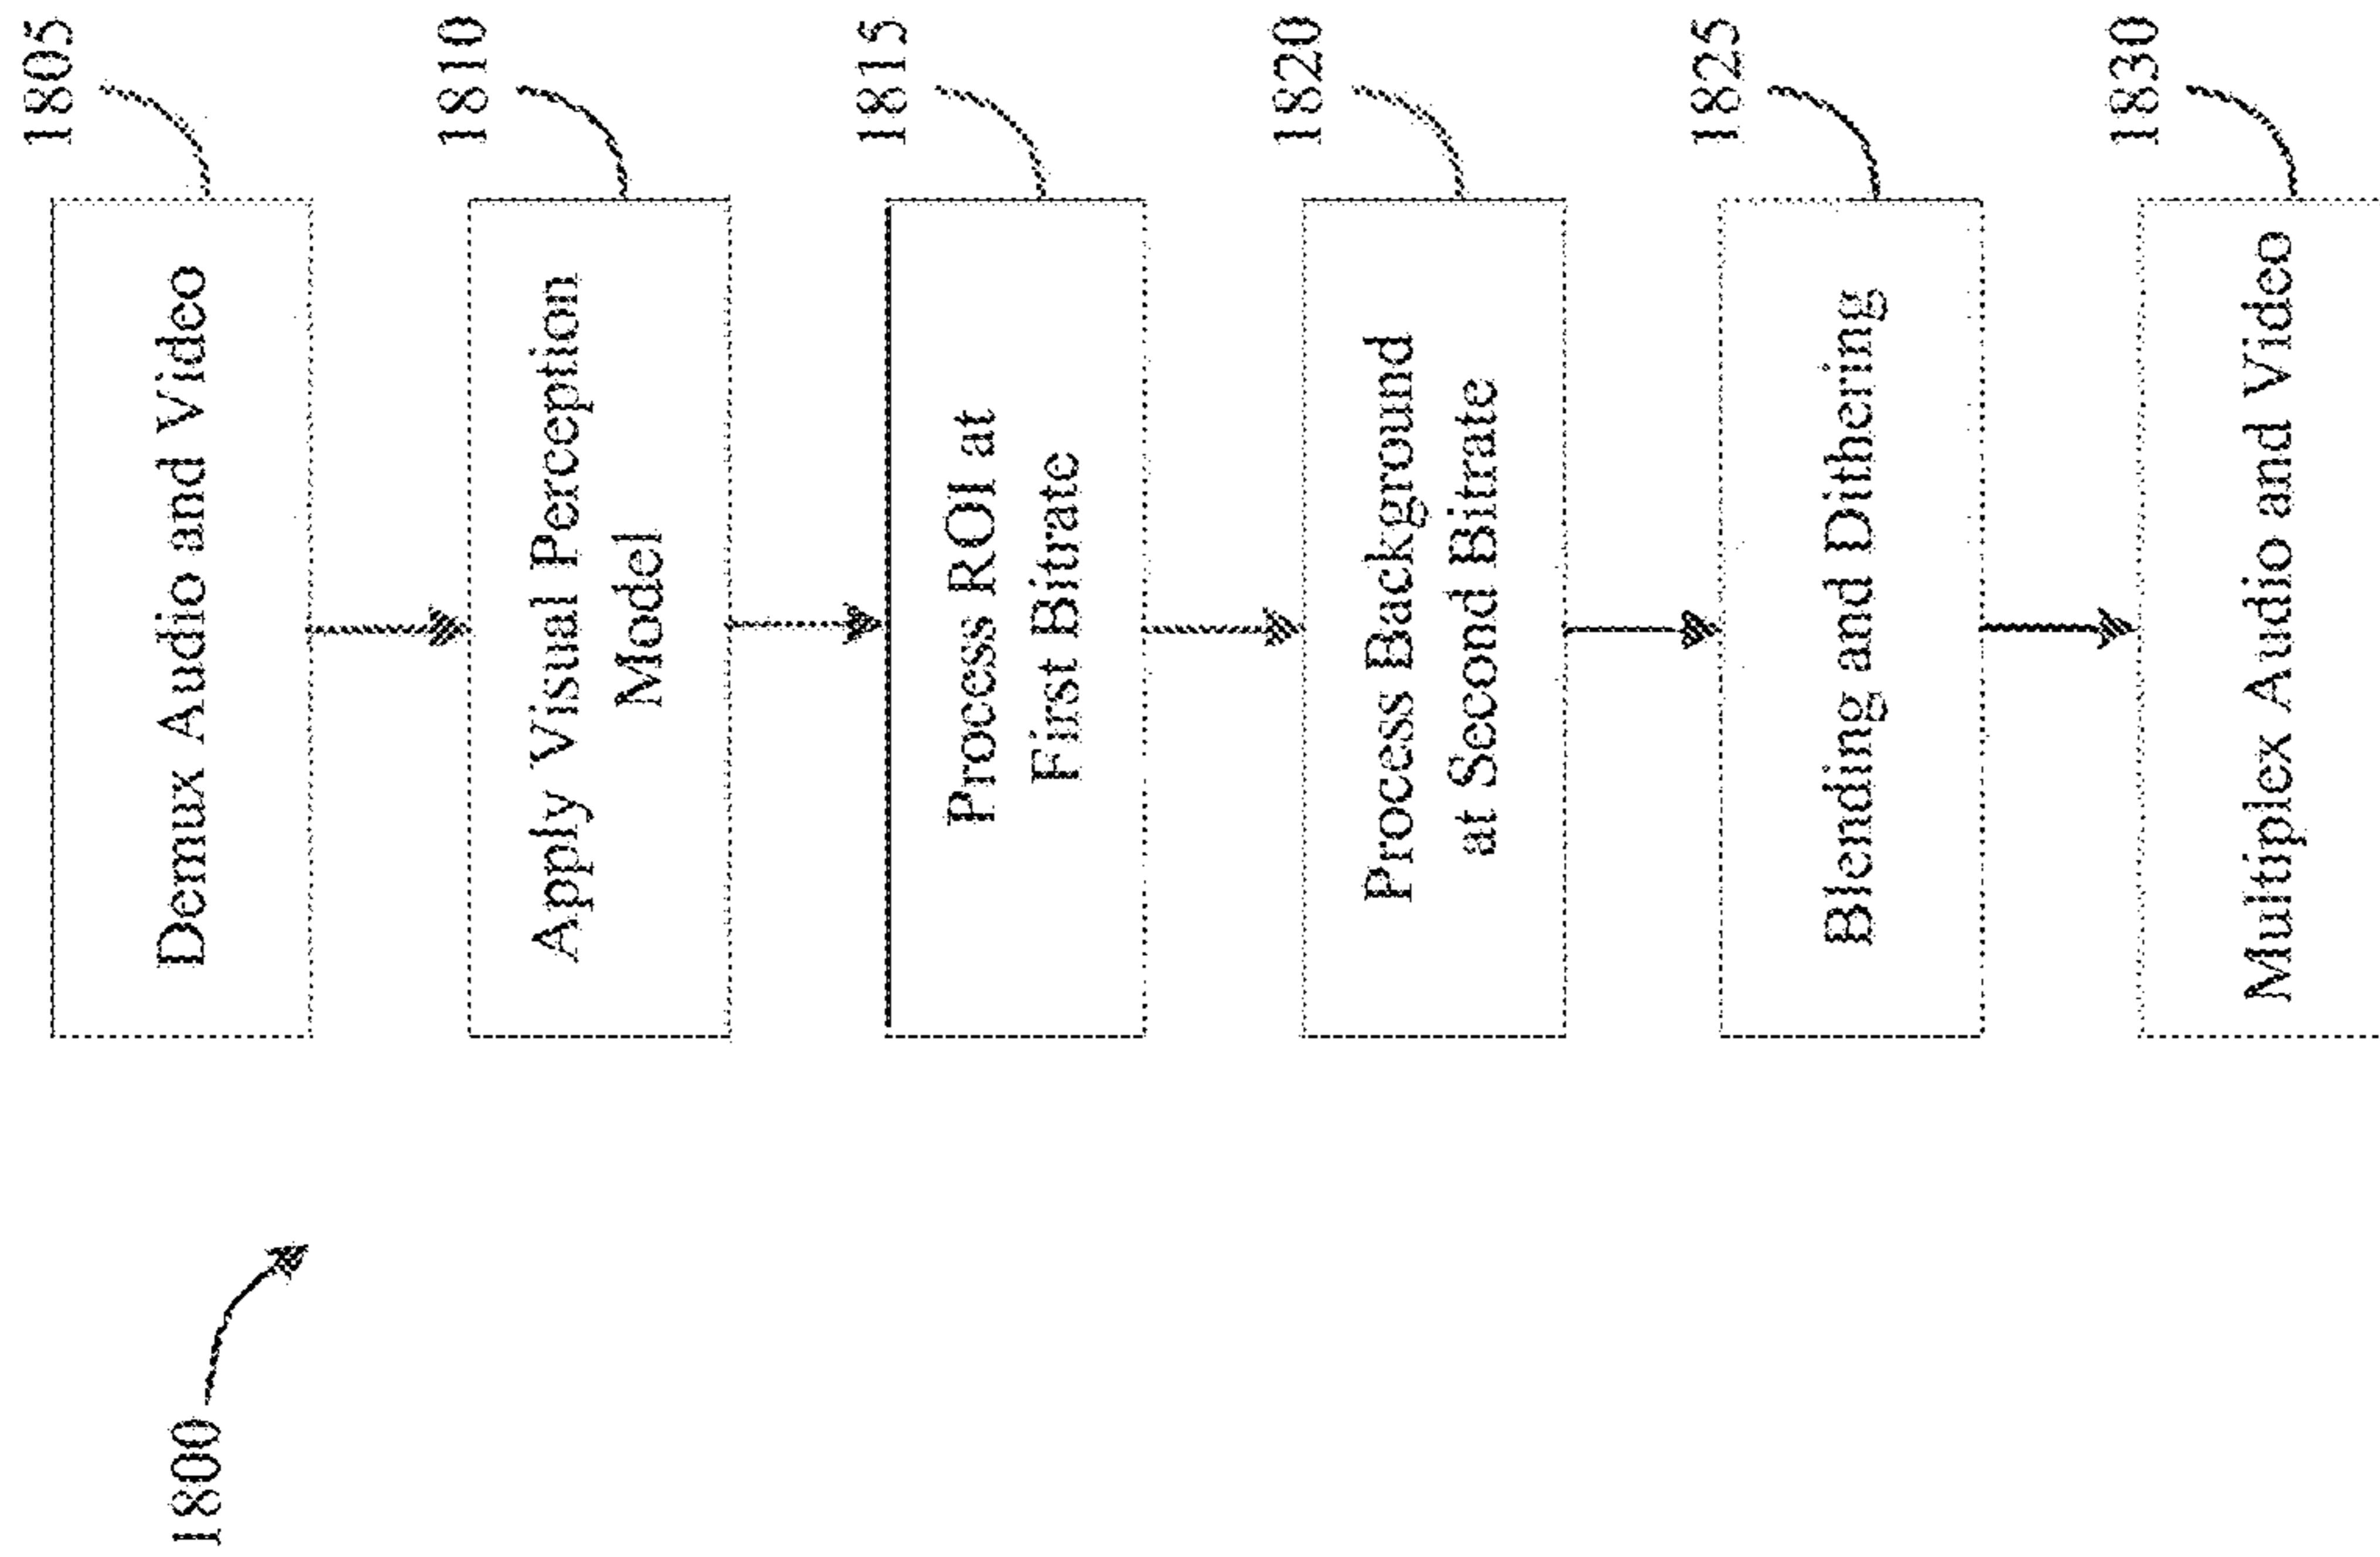 1800
1805
Demux Audio and Video
1810
Apply Visual Perception
Model
1815
Process ROI at
First Bitrate
1820
Process Background
at Second Bitrate
1825
Blending and Dithering
1830
Multiplex Audio and Video